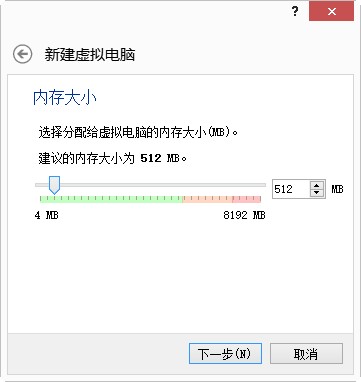 ?
新建虚拟电脑
内存大小
选择分配给虚拟电脑的内存大小(MB)。
建议的内存大小为 512 MB。
512 MB
4 MB 8192 MB
下一步(N) 取消